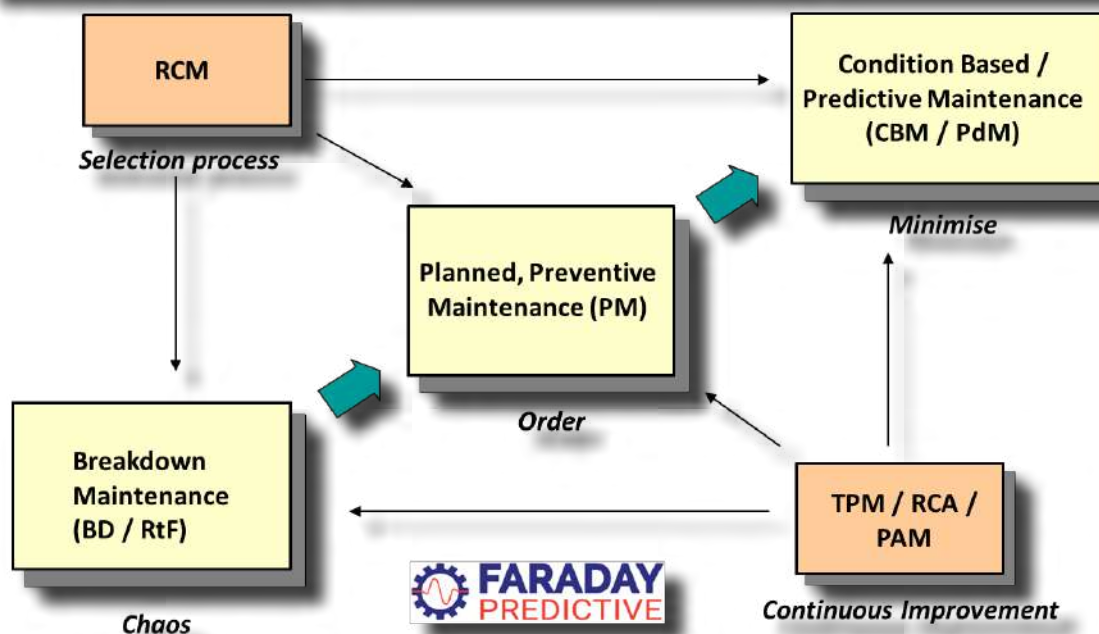 RCM
Selection process
Condition Based /
Predictive Maintenance
(CBM / PdM)
Minimise
Planned, Preventive
Maintenance (PM)
Order
Breakdown
Maintenance
(BD / RtF)
Chaos
TPM / RCA /
PAM
Continuous Improvement
FARADAY
PREDICTIVE